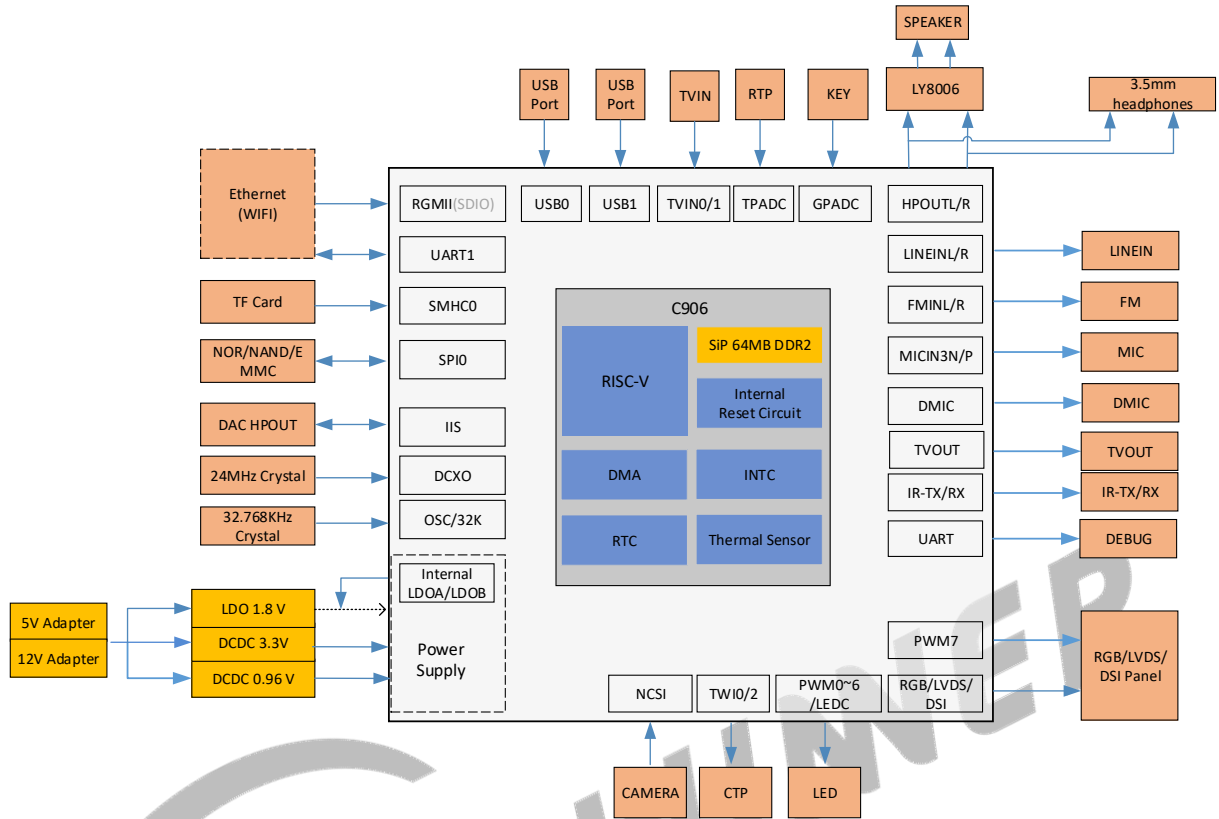 SPEAKER
USB
Port
USB
Port
TVIN
RTP
KEY
LY8006
3.5mm
headphones
Ethernet
(WIFI)
RGMII(SDIO)
USB0
USB1
TVIN0/1
TPADC
GPADC
HPOUTL/R
UART1
LINEINL/R
LINEIN
TF Card
SMHC0
C906
FMINL/R
FM
NOR/NAND/E
MMC
SPI0
RISC-V
SiP 64MB DDR2
MICIN3N/P
MIC
Internal
Reset Circuit
DMIC
DMIC
DAC HPOUT
IIS
TVOUT
TVOUT
24MHz Crystal
DCXO
DMA
INTC
IR-TX/RX
IR-TX/RX
32.768KHz
Crystal
OSC/32K
RTC
Thermal Sensor
UART
DEBUG
Internal
LDOA/LDOB
5V Adapter
12V Adapter
LDO 1.8 V
DCDC 3.3V
DCDC 0.96 V
Power
Supply
PWM7
RGB/LVDS/
DSI Panel
NCSI
TWI0/2
PWM0~6
/LEDC
RGB/LVDS/
DSI
CAMERA
CTP
LED